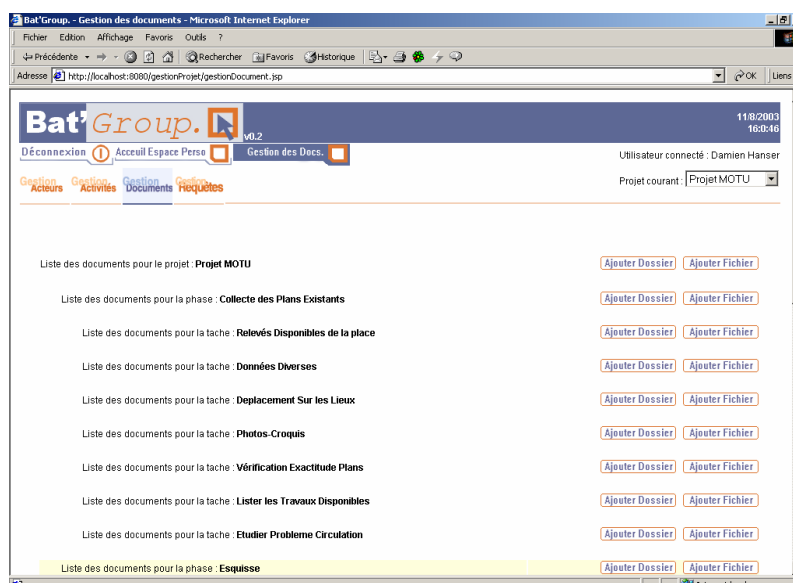 Bat'Group. - Gestion des documents - Microsoft Internet Explorer
Fichier Edition Affichage Favoris Outils ?
Précédente Rechercher Favoris Historique
Adresse http://localhost:8080/gestionProjet/gestionDocument.jsp OK Liens
11/8/2003
Bat'Group. v0.2 16:0:46
Déconnexion Acceuil Espace Perso Gestion des Docs. Utilisateur connecté : Damien Hanser
Gestion Acteurs Gestion Activités Gestion Documents Gestion Requêtes Projet courant : Projet MOTU
Liste des documents pour le projet : Projet MOTU Ajouter Dossier Ajouter Fichier
Liste des documents pour la phase : Collecte des Plans Existants Ajouter Dossier Ajouter Fichier
Liste des documents pour la tache : Relevés Disponibles de la place Ajouter Dossier Ajouter Fichier
Liste des documents pour la tache : Données Diverses Ajouter Dossier Ajouter Fichier
Liste des documents pour la tache : Deplacement Sur les Lieux Ajouter Dossier Ajouter Fichier
Liste des documents pour la tache : Photos-Croquis Ajouter Dossier Ajouter Fichier
Liste des documents pour la tache : Vérification Exactitude Plans Ajouter Dossier Ajouter Fichier
Liste des documents pour la tache : Lister les Travaux Disponibles Ajouter Dossier Ajouter Fichier
Liste des documents pour la tache : Etudier Probleme Circulation Ajouter Dossier Ajouter Fichier
Liste des documents pour la phase : Esquisse Ajouter Dossier Ajouter Fichier